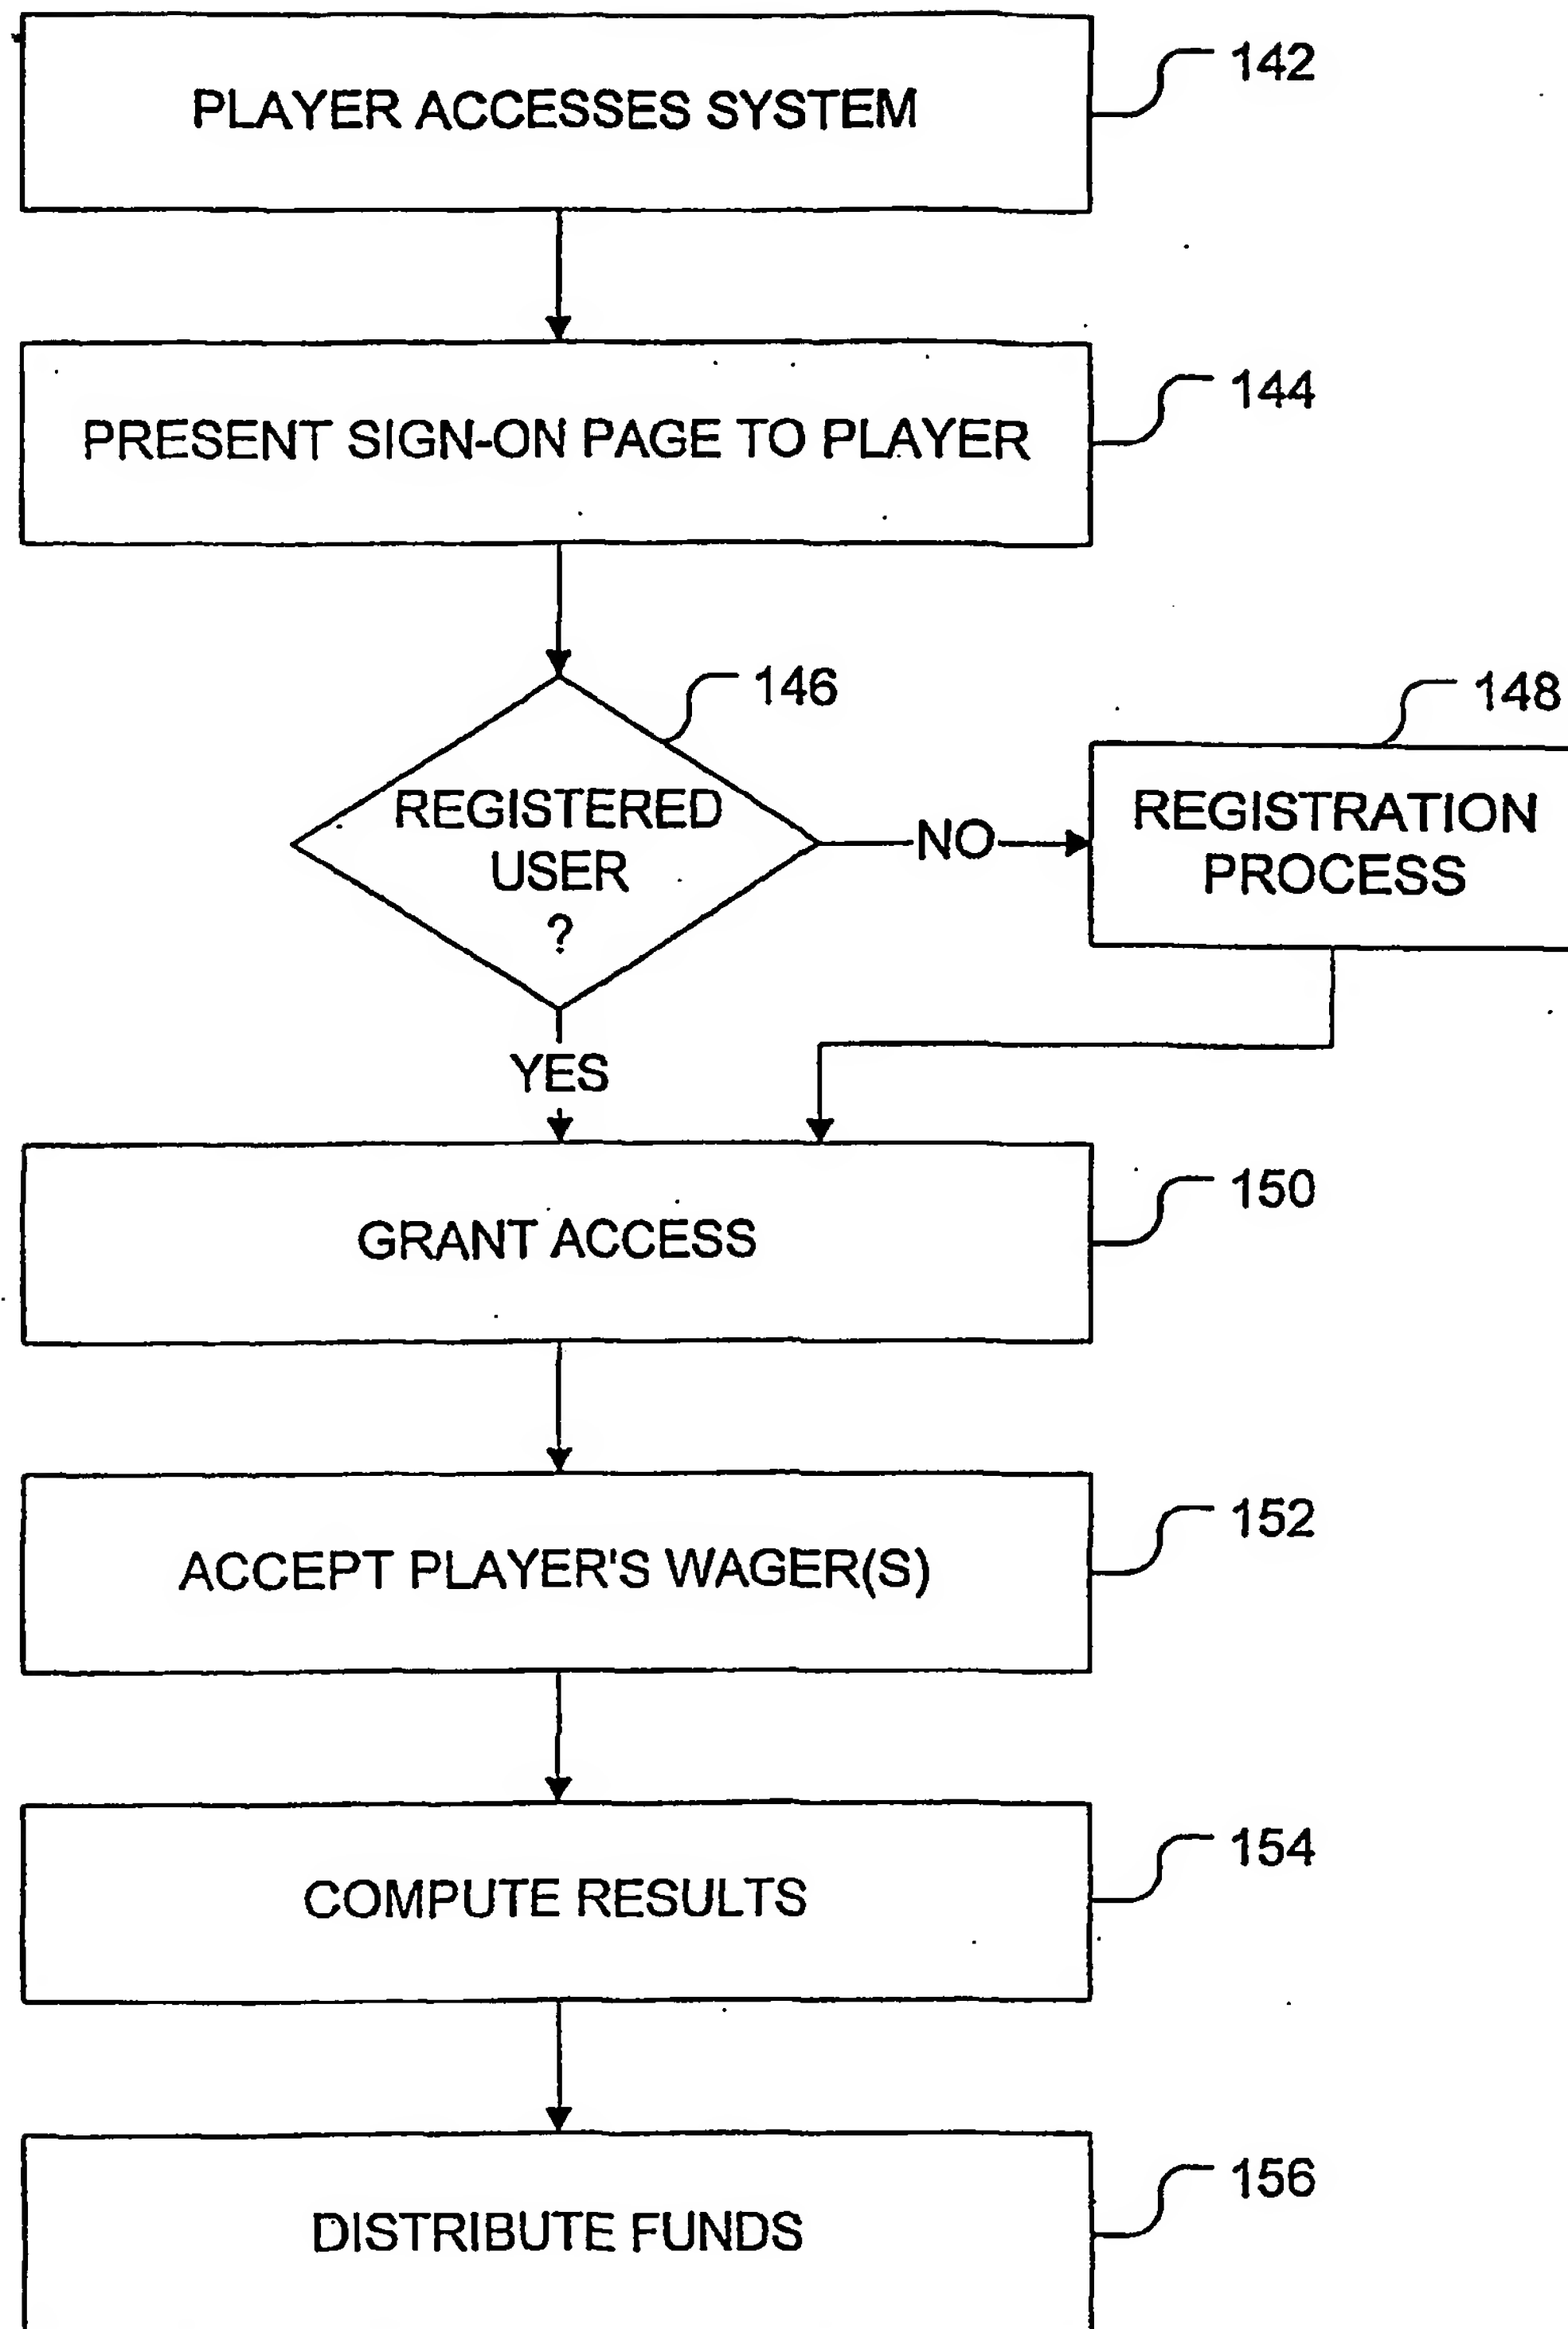 PLAYER ACCESSES SYSTEM
142
PRESENT SIGN-ON PAGE TO PLAYER
144
146
REGISTERED
USER
?
NO
148
REGISTRATION
PROCESS
YES
GRANT ACCESS
150
ACCEPT PLAYER'S WAGER(S)
152
COMPUTE RESULTS
154
DISTRIBUTE FUNDS
156